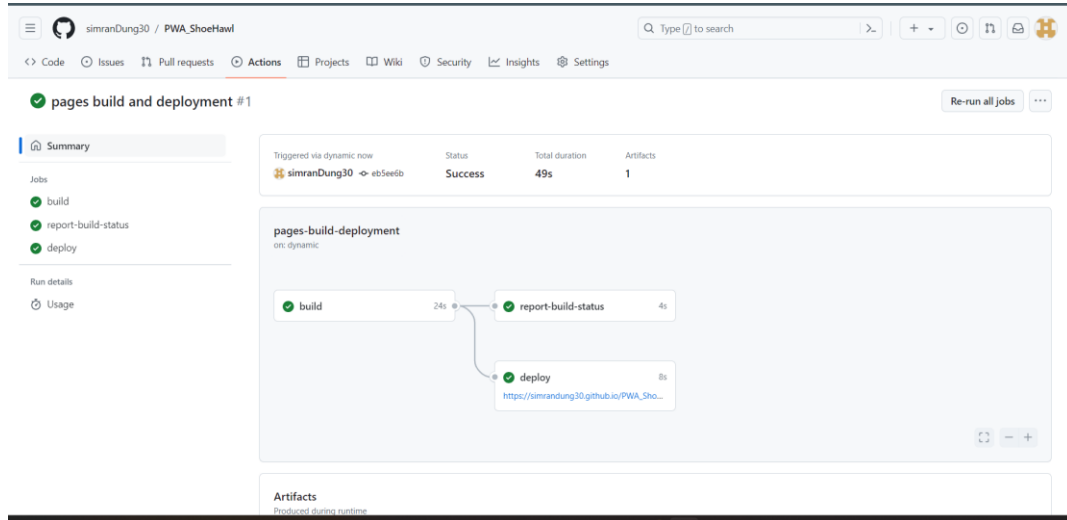 simranDung30 / PWA_ShoeHawl
Type / to search
Code Issues Pull requests Actions Projects Wiki Security Insights Settings
pages build and deployment #1
Re-run all jobs
Summary
Jobs
build
report-build-status
deploy
Run details
Usage
Triggered via dynamic now
simranDung30 eb5ee6b
Status
Success
Total duration
49s
Artifacts
1
pages-build-deployment
on: dynamic
build 24s
report-build-status 4s
deploy 8s
https://simrandung30.github.io/PWA_Sho...
Artifacts
Produced during runtime